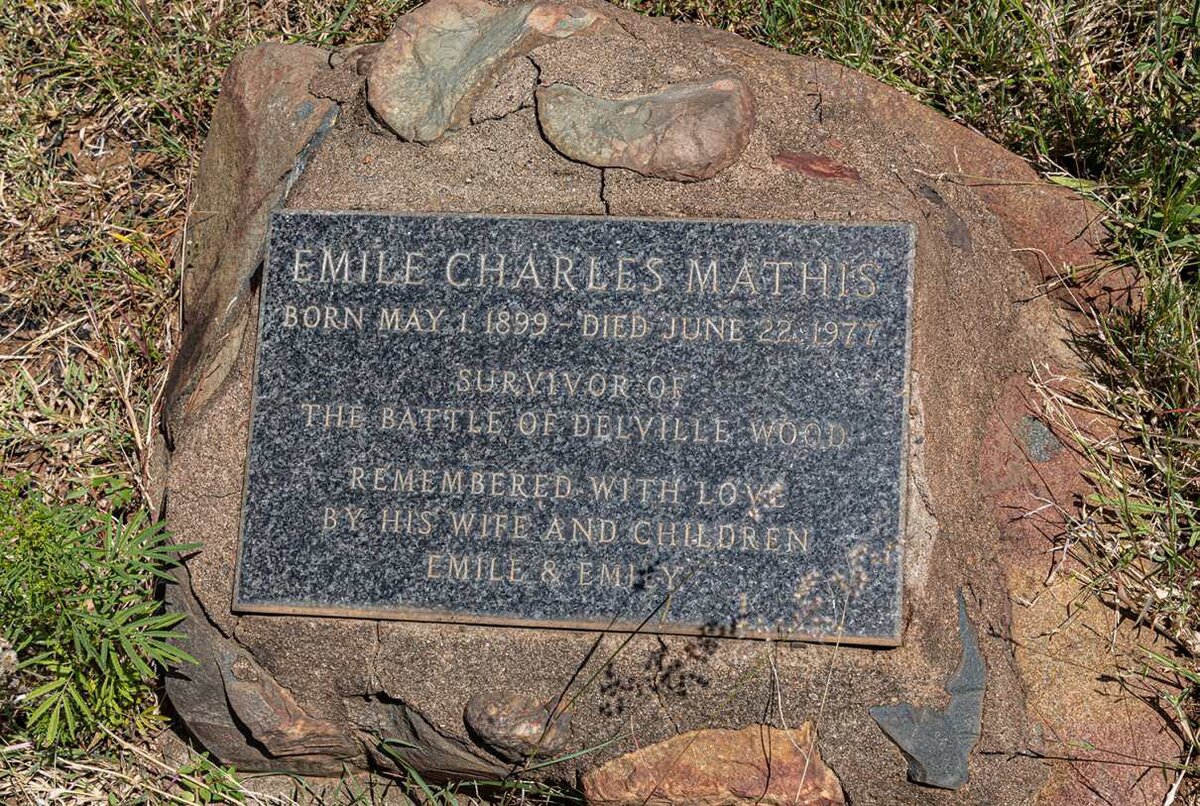 EMILE CHARLES MATHIS
BORN MAY 1 1899 - DIED JUNE 22, 1977
SURVIVOR OF
THE BATTLE OF DELVILLE WOOD
REMEMBERED WITH LOVE
BY HIS WIFE AND CHILDREN
EMILE & EMILY